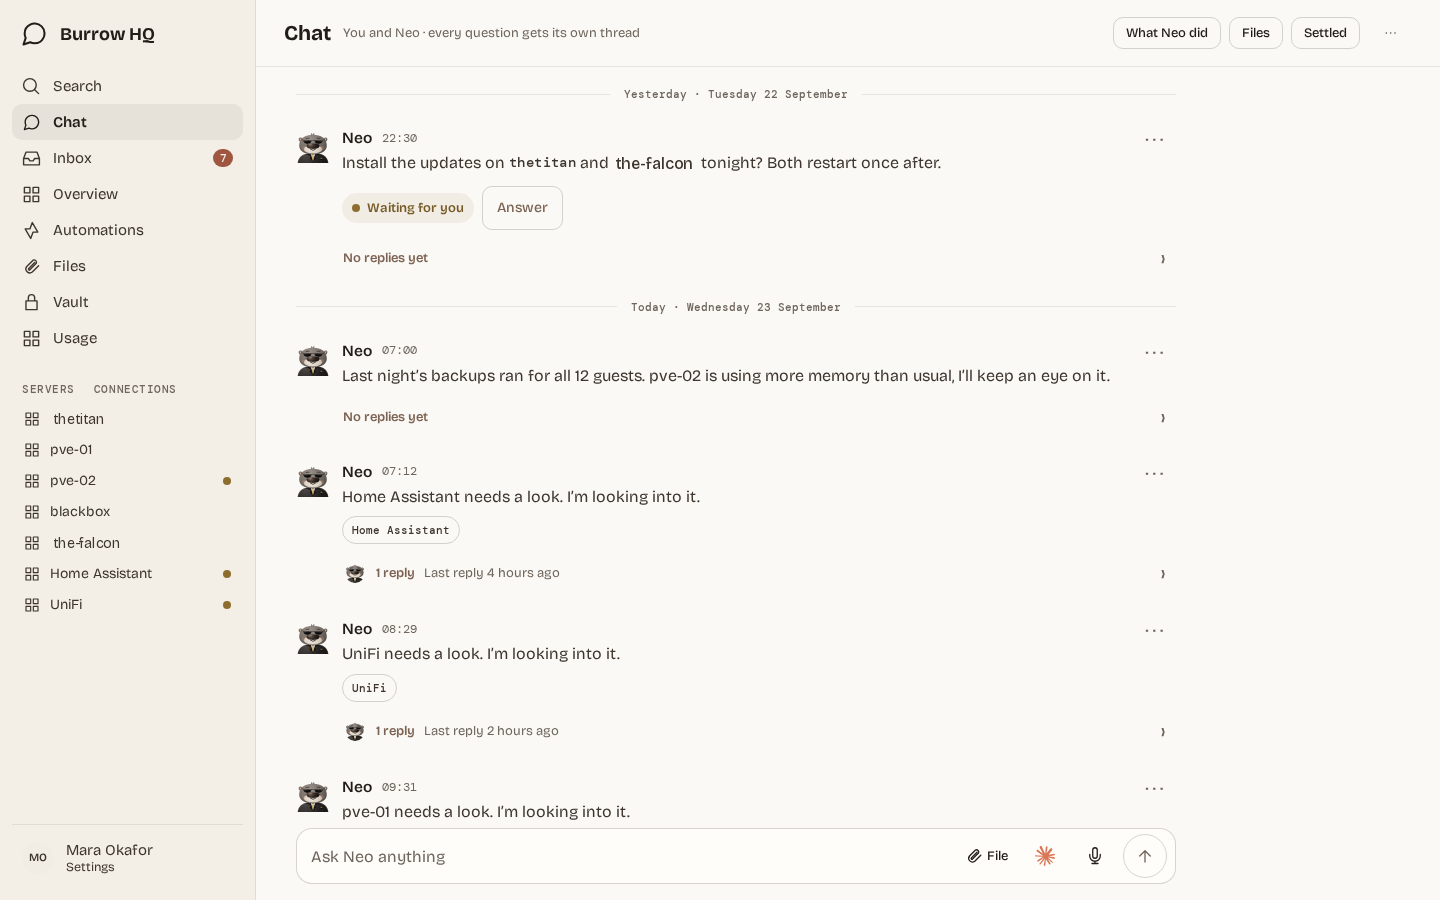 Burrow HQ
Search
Chat
Inbox 7
Overview
Automations
Files
Vault
Usage
SERVERS CONNECTIONS
thetitan
pve-01
pve-02
blackbox
the-falcon
Home Assistant
UniFi
MO
Mara Okafor
Settings
Chat You and Neo · every question gets its own thread What Neo did Files Settled ···
Yesterday · Tuesday 22 September
Neo 22:30 ···
Install the updates on thetitan and the-falcon tonight? Both restart once after.
Waiting for you Answer
No replies yet ›
Today · Wednesday 23 September
Neo 07:00 ···
Last night's backups ran for all 12 guests. pve-02 is using more memory than usual, I'll keep an eye on it.
No replies yet ›
Neo 07:12 ···
Home Assistant needs a look. I'm looking into it.
Home Assistant
1 reply Last reply 4 hours ago ›
Neo 08:29 ···
UniFi needs a look. I'm looking into it.
UniFi
1 reply Last reply 2 hours ago ›
Neo 09:31 ···
pve-01 needs a look. I'm looking into it.
Ask Neo anything File